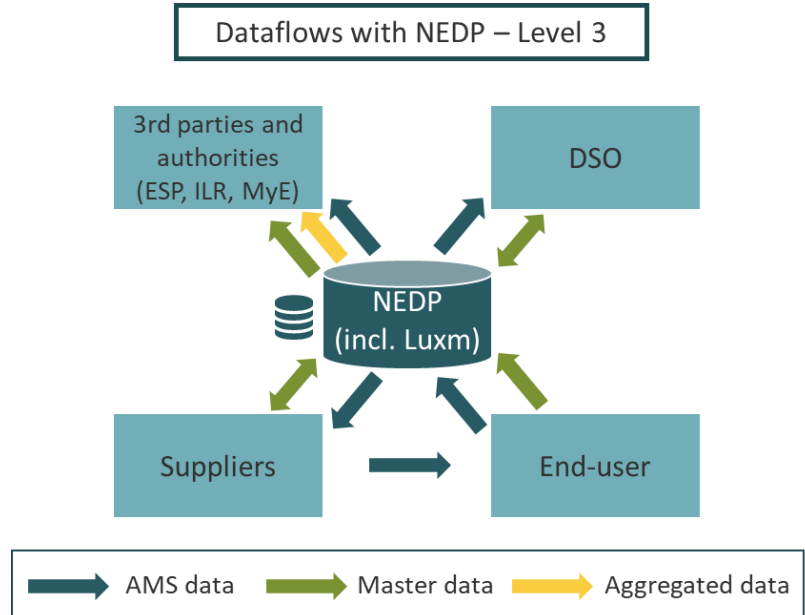 Dataflows with NEDP – Level 3
3rd parties and
authorities
(ESP, ILR, MyE)
DSO
NEDP
(incl. Luxm)
Suppliers
End-user
AMS data
Master data
Aggregated data